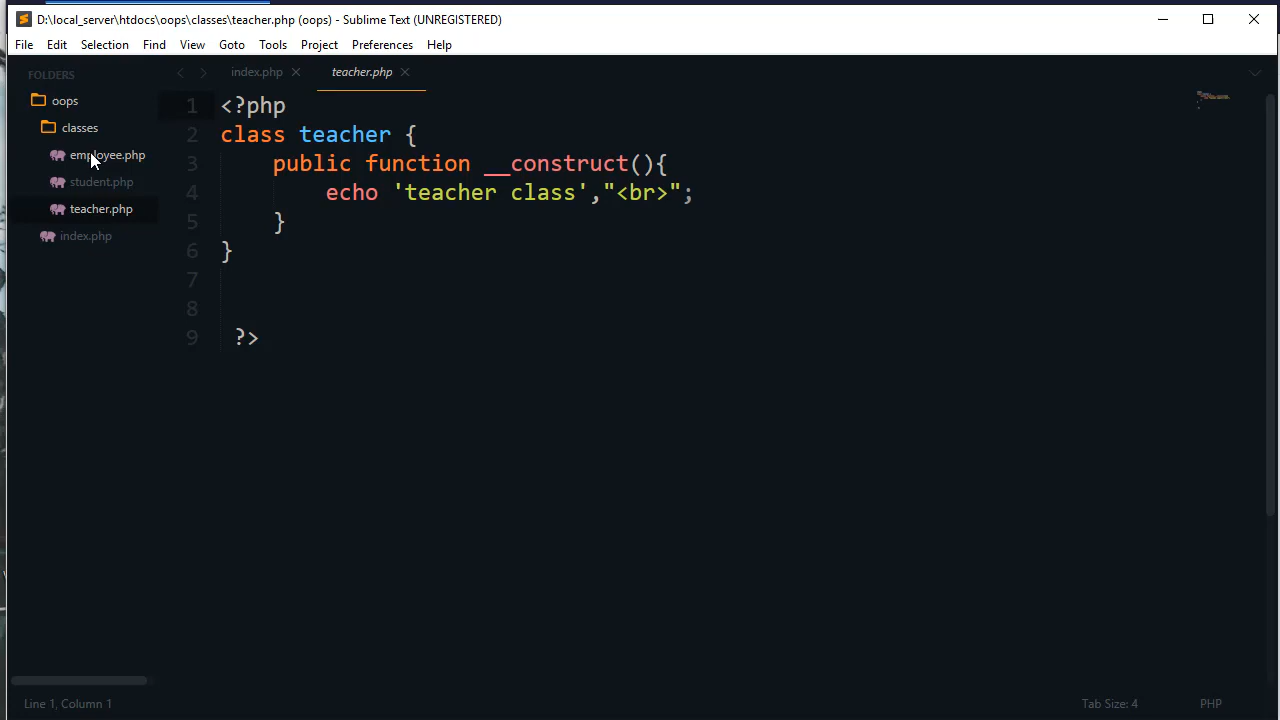 D:\local_server\htdocs\oops\classes\teacher.php (oops) - Sublime Text (UNREGISTERED)
File Edit Selection Find View Goto Tools Project Preferences Help
FOLDERS
oops
classes
employee.php
student.php
teacher.php
index.php
index.php teacher.php
1 <?php
2 class teacher {
3 public function __construct(){
4 echo 'teacher class',"<br>";
5 }
6 }
7
8
9 ?>
Line 1, Column 1 Tab Size: 4 PHP